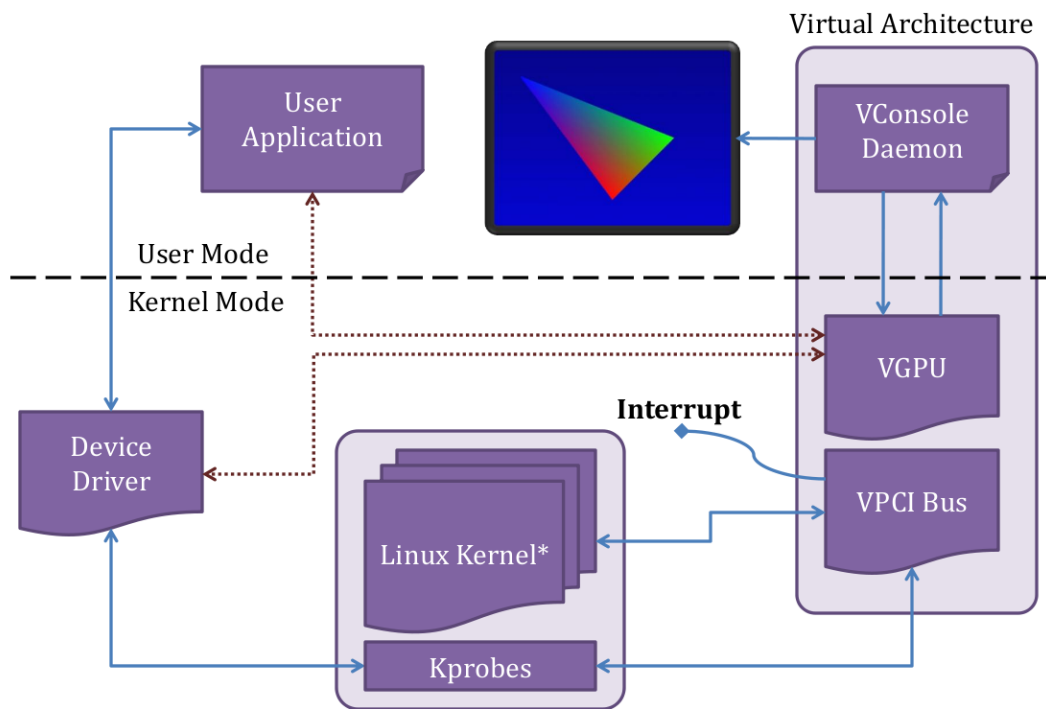 Virtual Architecture
User
Application
VConsole
Daemon
User Mode
Kernel Mode
VGPU
Interrupt
Device
Driver
VPCI Bus
Linux Kernel*
Kprobes